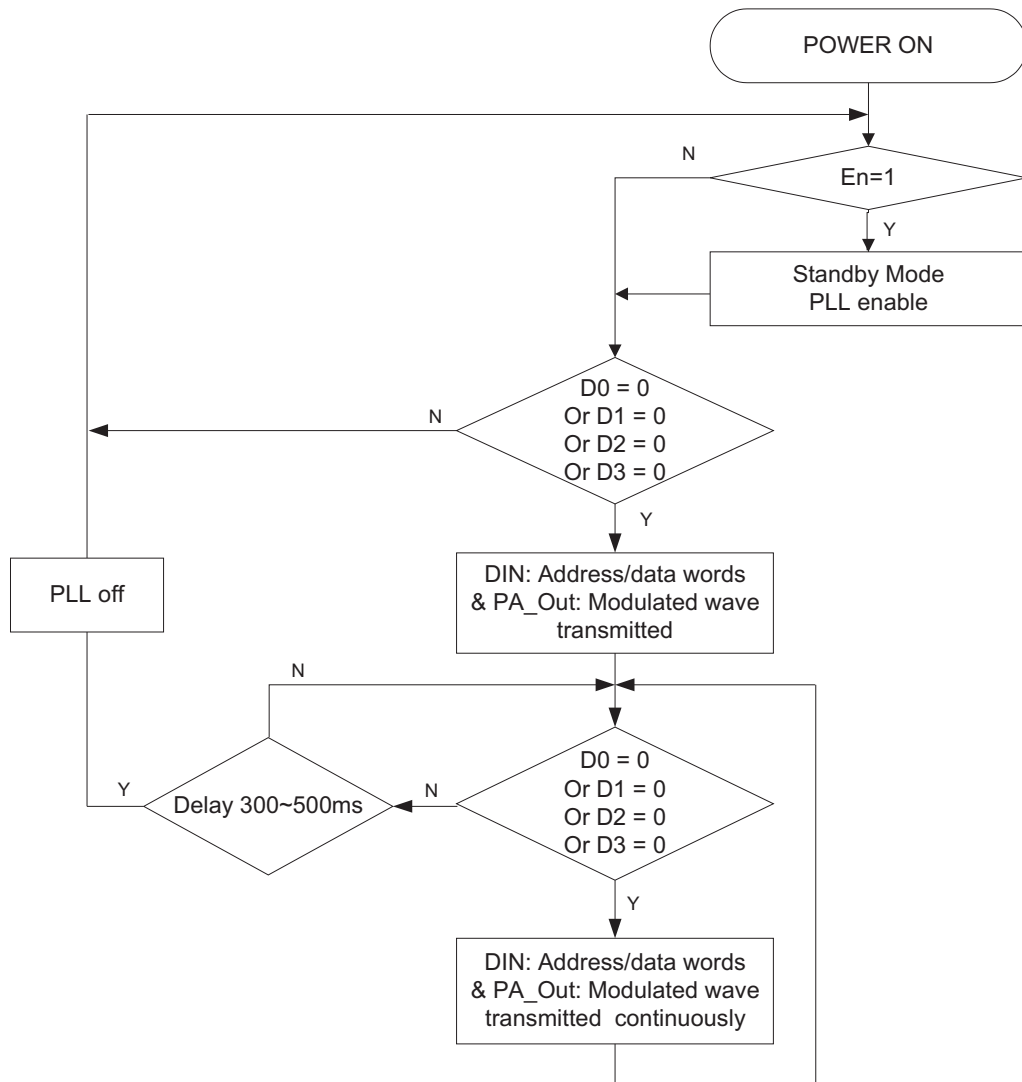 POWER ON
N
En=1
Y
Standby Mode
PLL enable
D0 = 0
Or D1 = 0
Or D2 = 0
Or D3 = 0
N
Y
PLL off
DIN: Address/data words
& PA_Out: Modulated wave
transmitted
N
D0 = 0
Or D1 = 0
Or D2 = 0
Or D3 = 0
Y
Delay 300~500ms
N
Y
DIN: Address/data words
& PA_Out: Modulated wave
transmitted continuously